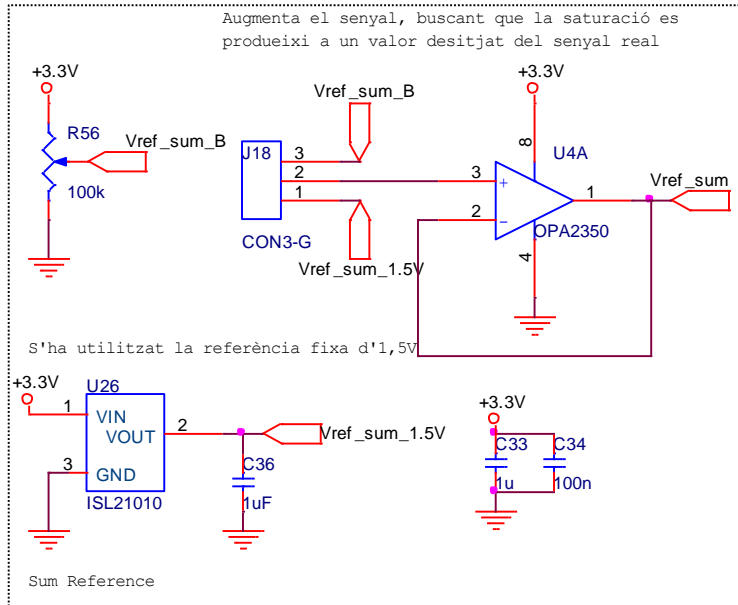 Augmenta el senyal, buscant que la saturació es
produeixi a un valor desitjat del senyal real
+3.3V
R56
100k
Vref_sum_B
J18
3
2
1
CON3-G
Vref_sum_B
Vref_sum_1.5V
+3.3V
8
U4A
3
+
2
-
1
OPA2350
4
Vref_sum
S'ha utilitzat la referència fixa d'1,5V
+3.3V
U26
1
VIN
VOUT
2
3
GND
ISL21010
Vref_sum_1.5V
C36
1uF
+3.3V
C33
1u
C34
100n
Sum Reference